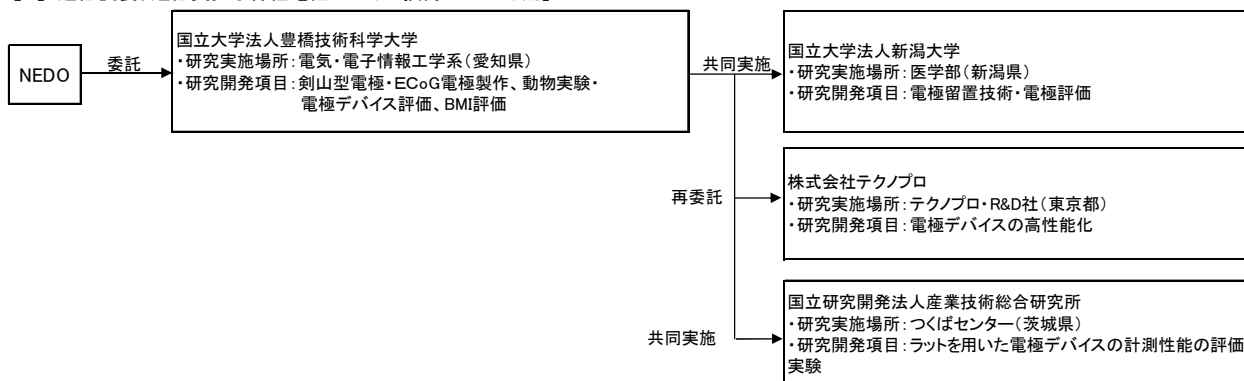 NEDO
委託
国立大学法人豊橋技術科学大学
・研究実施場所：電気・電子情報工学系（愛知県）
・研究開発項目：剣山型電極・ECoG電極製作、動物実験・
電極デバイス評価、BMI評価
共同実施
国立大学法人新潟大学
・研究実施場所：医学部（新潟県）
・研究開発項目：電極留置技術・電極評価
再委託
株式会社テクノプロ
・研究実施場所：テクノプロ・R&D社（東京都）
・研究開発項目：電極デバイスの高性能化
共同実施
国立研究開発法人産業技術総合研究所
・研究実施場所：つくばセンター（茨城県）
・研究開発項目：ラットを用いた電極デバイスの計測性能の評価
実験